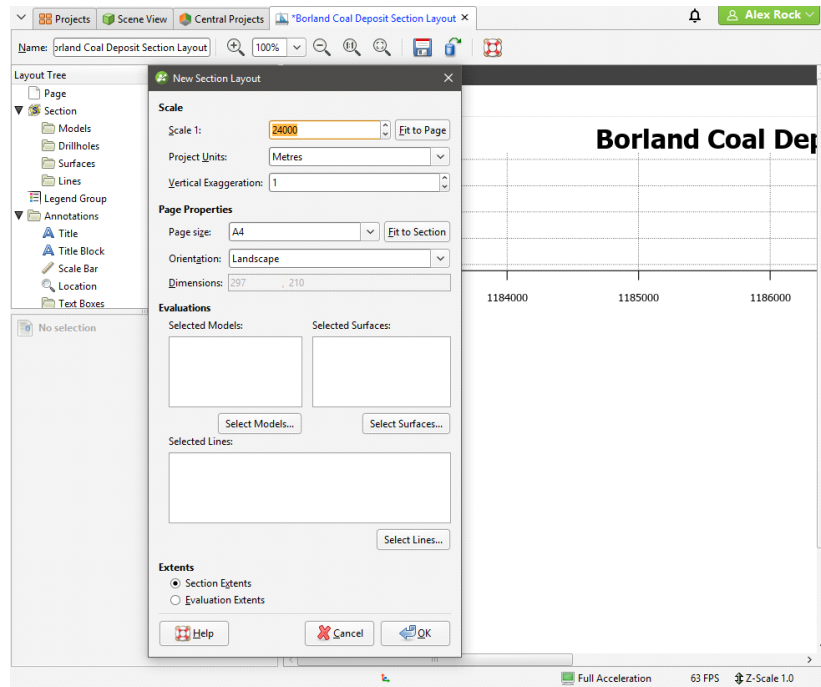 Projects Scene View Central Projects *Borland Coal Deposit Section Layout Alex Rock
Name: orland Coal Deposit Section Layout 100%
Layout Tree
Page
Section
Models
Drillholes
Surfaces
Lines
Legend Group
Annotations
Title
Title Block
Scale Bar
Location
Text Boxes
No selection
New Section Layout
Scale
Scale 1: 24000 Fit to Page
Project Units: Metres
Vertical Exaggeration: 1
Page Properties
Page size: A4 Fit to Section
Orientation: Landscape
Dimensions: 297 , 210
Evaluations
Selected Models: Selected Surfaces:
Select Models... Select Surfaces...
Selected Lines:
Select Lines...
Extents
Section Extents
Evaluation Extents
Help Cancel OK
Borland Coal Dep
1184000 1185000 1186000
Full Acceleration 63 FPS Z-Scale 1.0